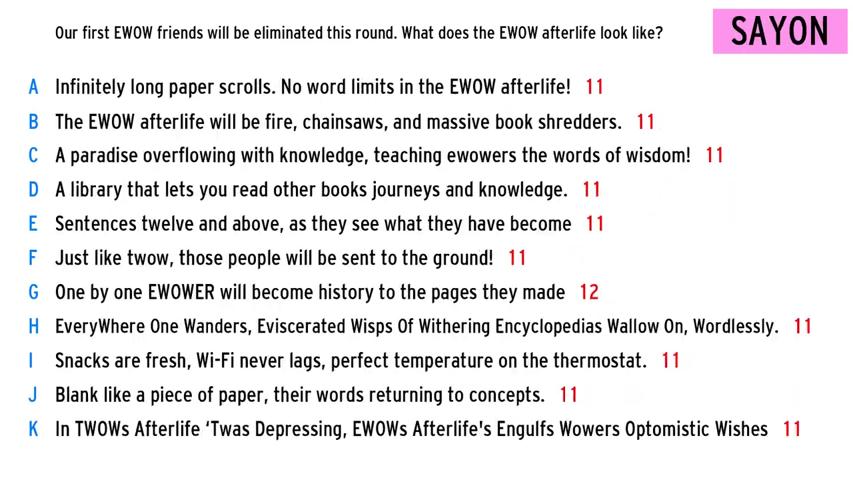 Our first EWOW friends will be eliminated this round. What does the EWOW afterlife look like?
SAYON
A Infinitely long paper scrolls. No word limits in the EWOW afterlife! 11
B The EWOW afterlife will be fire, chainsaws, and massive book shredders. 11
C A paradise overflowing with knowledge, teaching ewowers the words of wisdom! 11
D A library that lets you read other books journeys and knowledge. 11
E Sentences twelve and above, as they see what they have become 11
F Just like twow, those people will be sent to the ground! 11
G One by one EWOWER will become history to the pages they made 12
H EveryWhere One Wanders, Eviscerated Wisps Of Withering Encyclopedias Wallow On, Wordlessly. 11
I Snacks are fresh, Wi-Fi never lags, perfect temperature on the thermostat. 11
J Blank like a piece of paper, their words returning to concepts. 11
K In TWOWs Afterlife ‘Twas Depressing, EWOWs Afterlife's Engulfs Wowers Optomistic Wishes 11